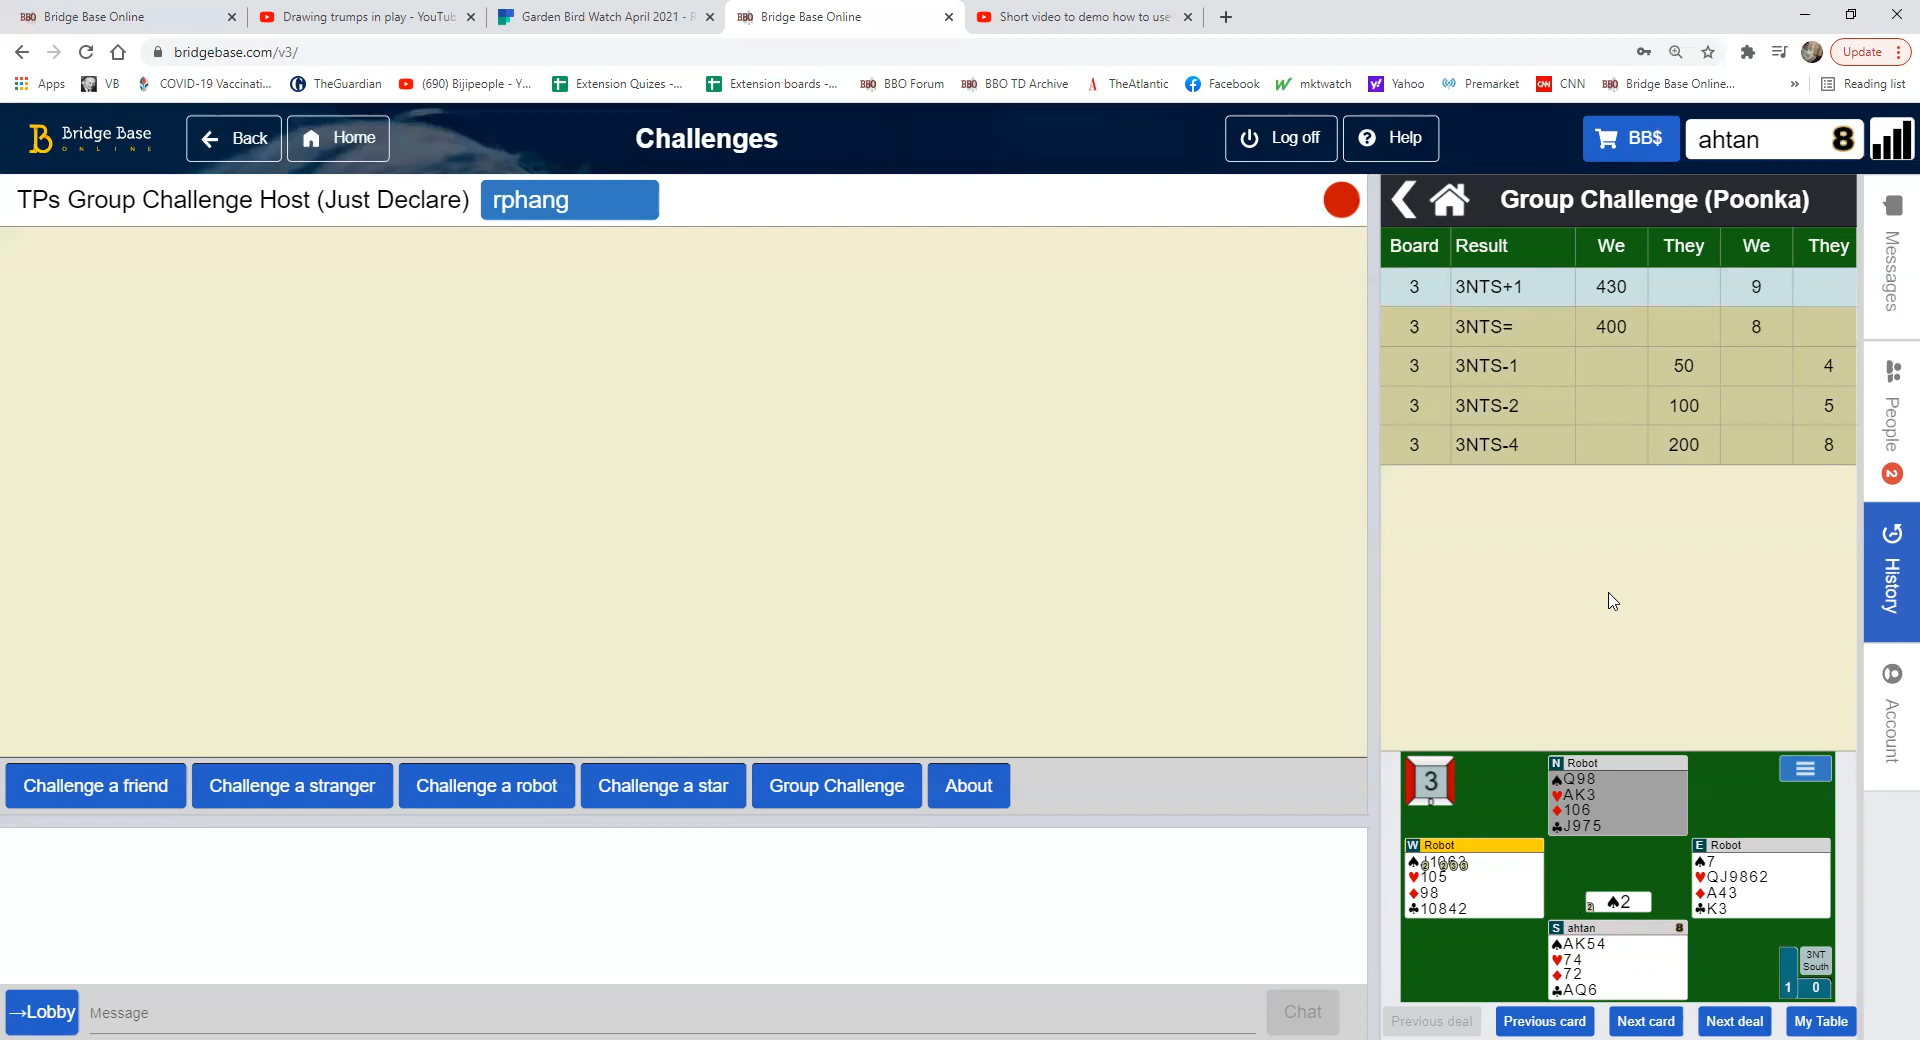 BBO Bridge Base Online
Drawing trumps in play - YouTub
Garden Bird Watch April 2021 - R
BBO Bridge Base Online
Short video to demo how to use
bridgebase.com/v3/
Update
Apps
VB
COVID-19 Vaccinati...
TheGuardian
(690) Bijipeople - Y...
Extension Quizes -...
Extension boards -...
BBO BBO Forum
BBO BBO TD Archive
TheAtlantic
Facebook
mktwatch
Yahoo
Premarket
CNN CNN
BBO Bridge Base Online...
»
Reading list
B Bridge Base
ONLINE
Back
Home
Challenges
Log off
Help
BB$
ahtan 8
TPs Group Challenge Host (Just Declare)
rphang
Group Challenge (Poonka)
Board Result We They We They
3 3NTS+1 430 9
3 3NTS= 400 8
3 3NTS-1 50 4
3 3NTS-2 100 5
3 3NTS-4 200 8
Messages
People 2
History
Account
Challenge a friend
Challenge a stranger
Challenge a robot
Challenge a star
Group Challenge
About
3
D
N Robot
♠Q98
♥AK3
♦106
♣J975
W Robot
♥105
♦98
♣10842
E Robot
♠7
♥QJ9862
♦A43
♣K3
♠2
S ahtan 8
♠AK54
♥74
♦72
♣AQ6
3NT
South
1 0
→Lobby
Message
Chat
Previous deal
Previous card
Next card
Next deal
My Table